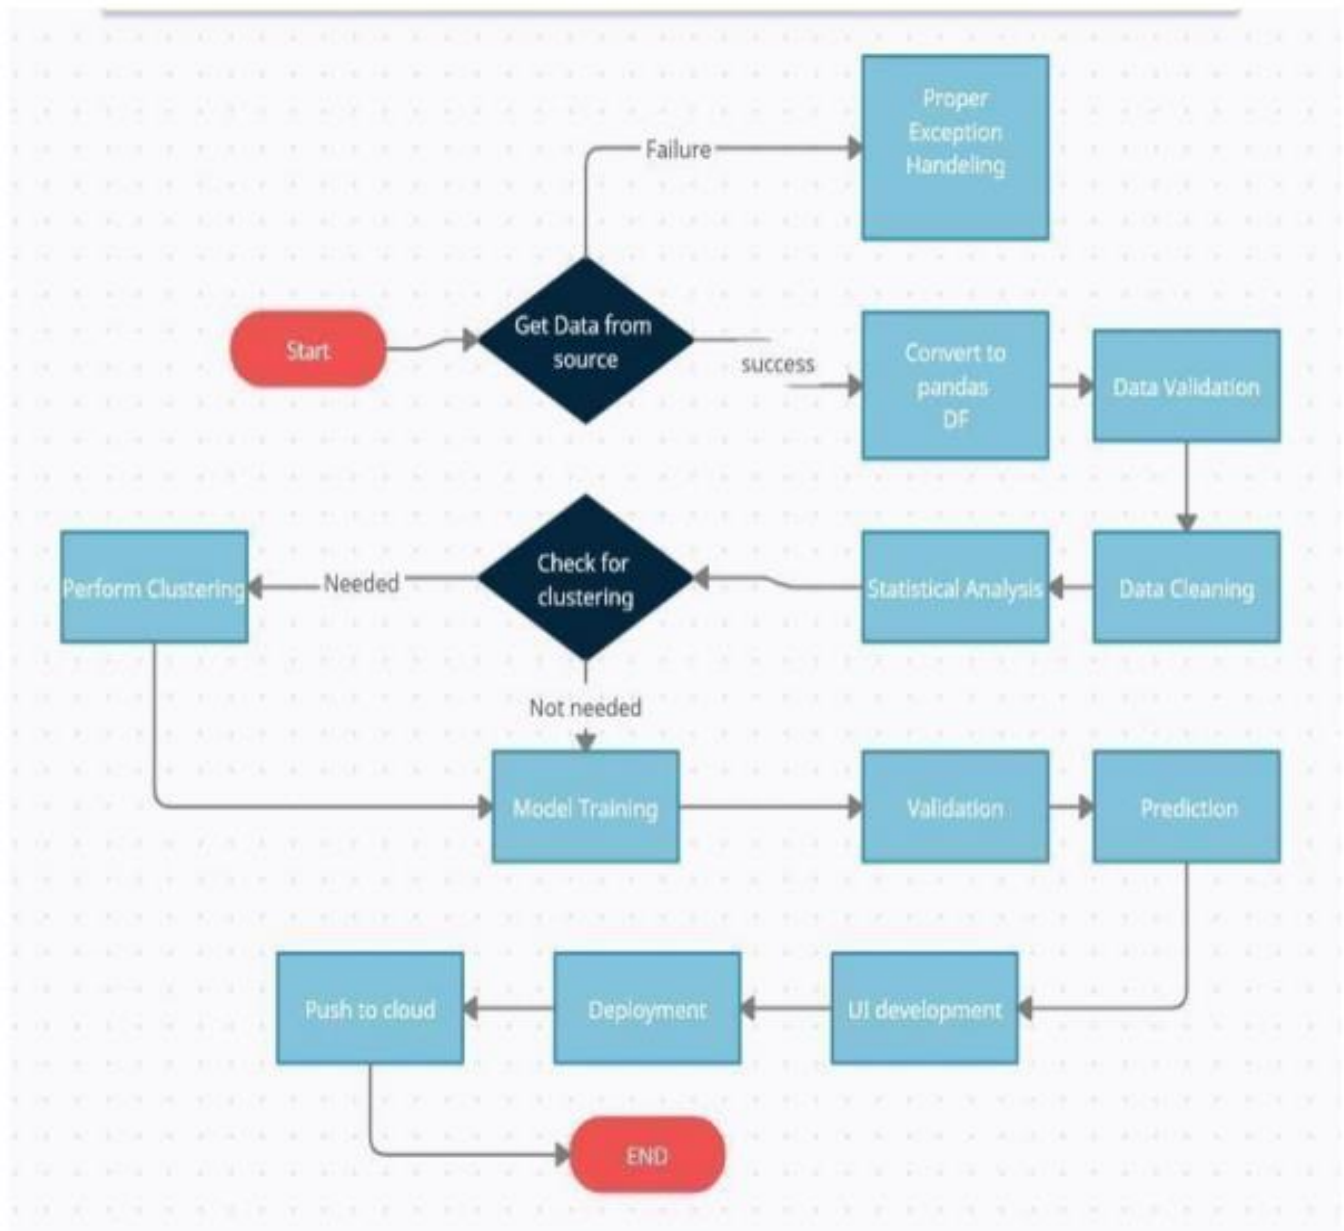 Proper
Exception
Handeling
Failure
Start
Get Data from
source
success
Convert to
pandas
DF
Data Validation
Perform Clustering
Needed
Check for
clustering
Statistical Analysis
Data Cleaning
Not needed
Model Training
Validation
Prediction
Push to cloud
Deployment
UI development
END